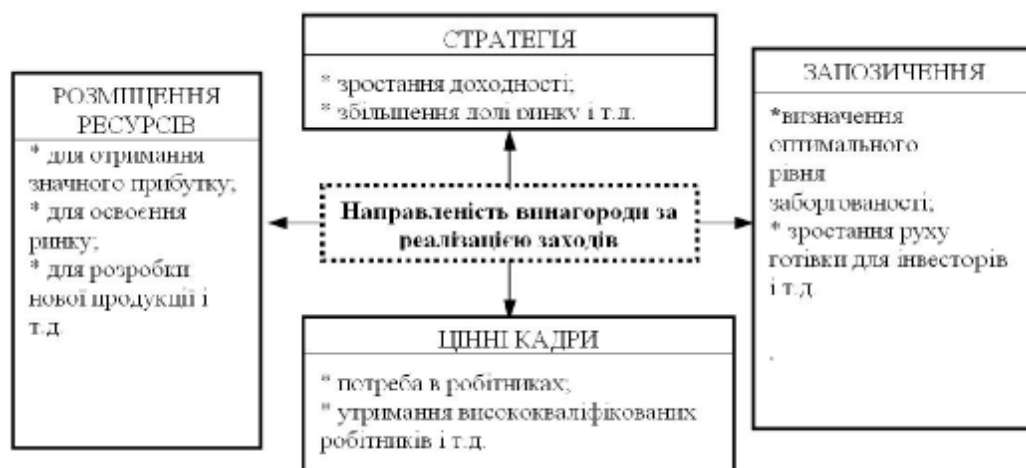 СТРАТЕГІЯ
* зростання доходності;
* збільшення долі ринку і т.д.
РОЗМІЩЕННЯ
РЕСУРСІВ
* для отримання
значного прибутку;
* для освоєння
ринку;
* для розробки
нової продукції і
т.д.
Направленість винагороди за
реалізацією заходів
ЗАПОЗИЧЕННЯ
*визначення
оптимального
рівня
заборгованості;
* зростання руху
готівки для інвесторів
і т.д.
.
ЦІННІ КАДРИ
* потреба в робітниках;
* утримання висококваліфікованих
робітників і т.д.